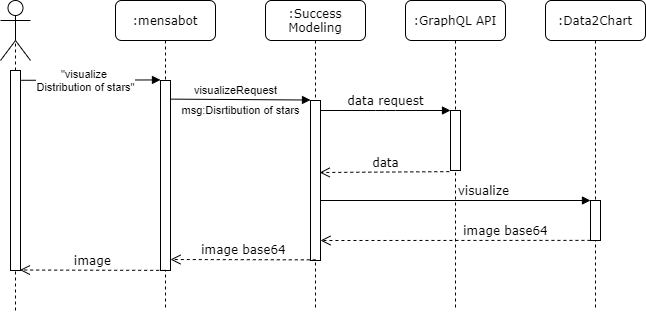 :mensabot
:Success
Modeling
:GraphQL API
:Data2Chart
"visualize
Distribution of stars"
visualizeRequest
msg:Disrtibution of stars
data request
data
visualize
image base64
image base64
image